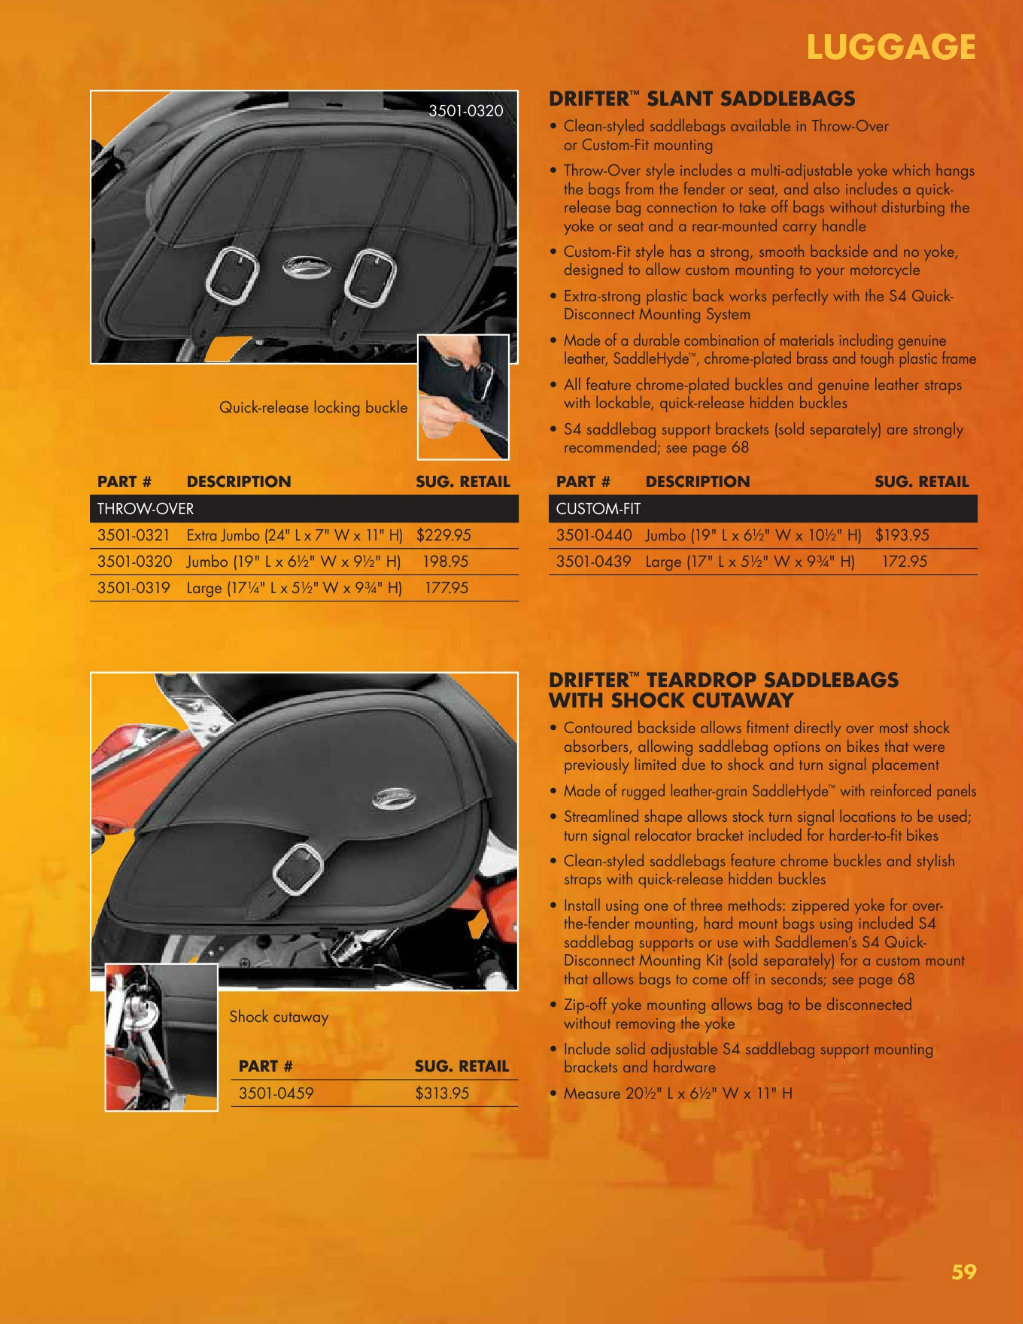 LUGGAGE
3501-0320
Quick-release locking buckle
DRIFTER™ SLANT SADDLEBAGS
• Clean-styled saddlebags available in Throw-Over
or Custom-Fit mounting
• Throw-Over style includes a multi-adjustable yoke which hangs
the bags from the fender or seat, and also includes a quick-
release bag connection to take off bags without disturbing the
yoke or seat and a rear-mounted carry handle
• Custom-Fit style has a strong, smooth backside and no yoke,
designed to allow custom mounting to your motorcycle
• Extra-strong plastic back works perfectly with the S4 Quick-
Disconnect Mounting System
• Made of a durable combination of materials including genuine
leather, SaddleHyde™, chrome-plated brass and tough plastic frame
• All feature chrome-plated buckles and genuine leather straps
with lockable, quick-release hidden buckles
• S4 saddlebag support brackets (sold separately) are strongly
recommended; see page 68
PART # DESCRIPTION SUG. RETAIL
THROW-OVER
3501-0321 Extra Jumbo (24" L x 7" W x 11" H) $229.95
3501-0320 Jumbo (19" L x 6½" W x 9½" H) 198.95
3501-0319 Large (17¼" L x 5½" W x 9¾" H) 177.95
PART # DESCRIPTION SUG. RETAIL
CUSTOM-FIT
3501-0440 Jumbo (19" L x 6½" W x 10½" H) $193.95
3501-0439 Large (17" L x 5½" W x 9¾" H) 172.95
Shock cutaway
PART # SUG. RETAIL
3501-0459 $313.95
DRIFTER™ TEARDROP SADDLEBAGS
WITH SHOCK CUTAWAY
• Contoured backside allows fitment directly over most shock
absorbers, allowing saddlebag options on bikes that were
previously limited due to shock and turn signal placement
• Made of rugged leather-grain SaddleHyde™ with reinforced panels
• Streamlined shape allows stock turn signal locations to be used;
turn signal relocator bracket included for harder-to-fit bikes
• Clean-styled saddlebags feature chrome buckles and stylish
straps with quick-release hidden buckles
• Install using one of three methods: zippered yoke for over-
the-fender mounting, hard mount bags using included S4
saddlebag supports or use with Saddlemen's S4 Quick-
Disconnect Mounting Kit (sold separately) for a custom mount
that allows bags to come off in seconds; see page 68
• Zip-off yoke mounting allows bag to be disconnected
without removing the yoke
• Include solid adjustable S4 saddlebag support mounting
brackets and hardware
• Measure 20½" L x 6½" W x 11" H
59